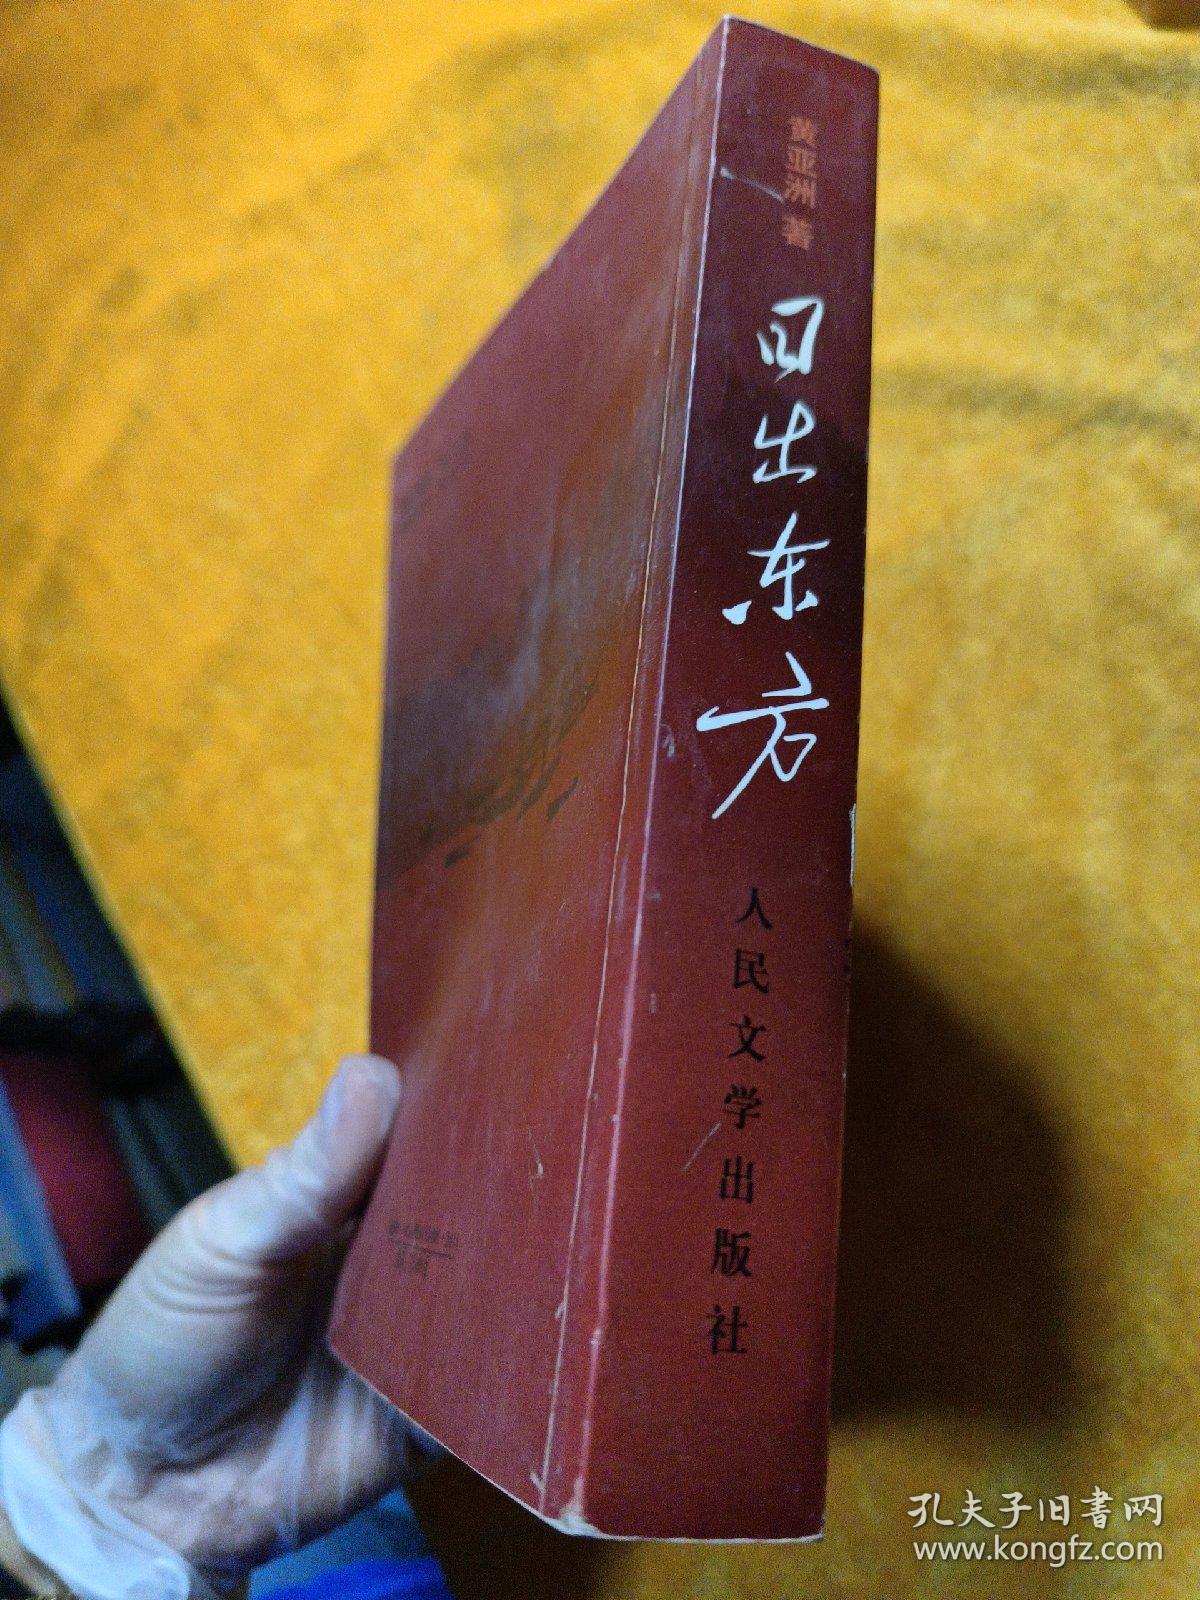 黄亚洲 著
日出东方
人民文学出版社
孔夫子旧書网
www.kongfz.com